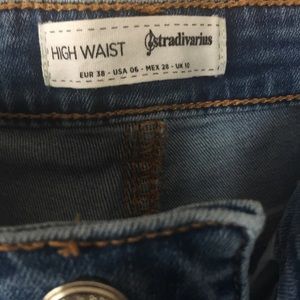 HIGH WAIST
stradivarius
EUR 38 - USA 06 - MEX 28 - UK 10